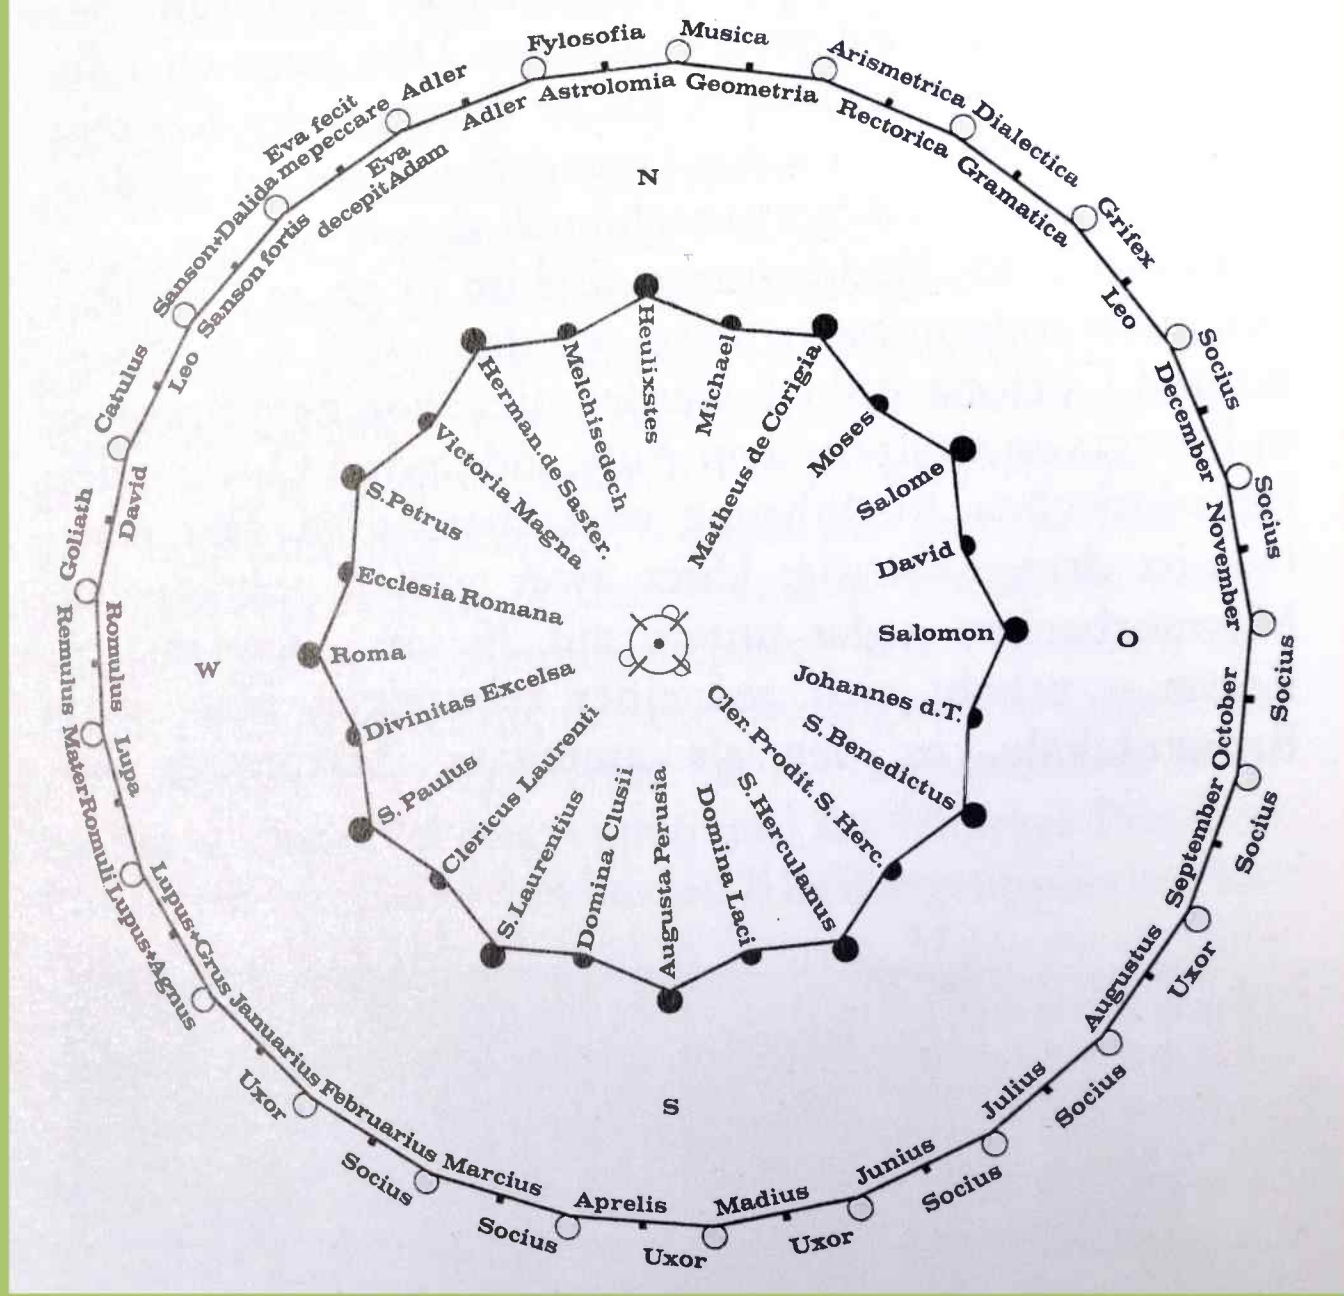 Fylosofia
Musica
Arismetrica
Dialectica
Grifex
Socius
Socius
Socius
Socius
Uxor
Socius
Socius
Uxor
Uxor
Socius
Socius
Uxor
Lupus+Agnus
Mater Romuli
Remulus
Goliath
Catulus
Sanson+Dalida
Eva fecit
me peccare
Adler
Adler
Astrolomia
Geometria
Rectorica
Gramatica
Leo
December
November
October
September
Augustus
Julius
Junius
Madius
Aprelis
Marcius
Februarius
Januarius
Lupus+Grus
Lupa
Romulus
David
Leo
Sanson fortis
Eva
decepit Adam
N
O
S
W
Heulixstes
Michael
Matheus de Corigia
Moses
Salome
David
Salomon
Johannes d.T.
S. Benedictus
Cler. Prodit. S. Herc.
S. Herculanus
Domina Laci
Augusta Perusia
Domina Clusii
S. Laurentius
Clericus Laurenti
S. Paulus
Divinitas Excelsa
Roma
Ecclesia Romana
S. Petrus
Victoria Magna
Herman. de Sasfer.
Melchisedech